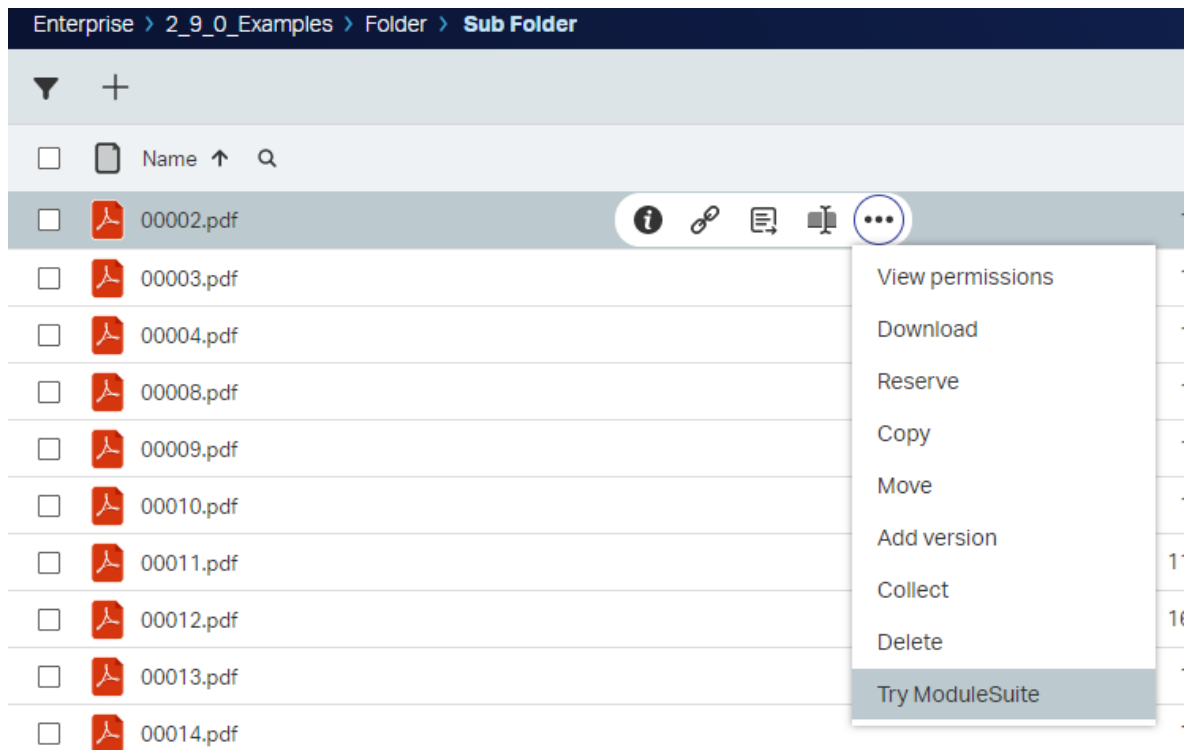 Enterprise > 2_9_0_Examples > Folder > Sub Folder
Name
00002.pdf
View permissions
00003.pdf
Download
00004.pdf
Reserve
00008.pdf
Copy
00009.pdf
Move
00010.pdf
Add version
00011.pdf
Collect
00012.pdf
Delete
00013.pdf
Try ModuleSuite
00014.pdf